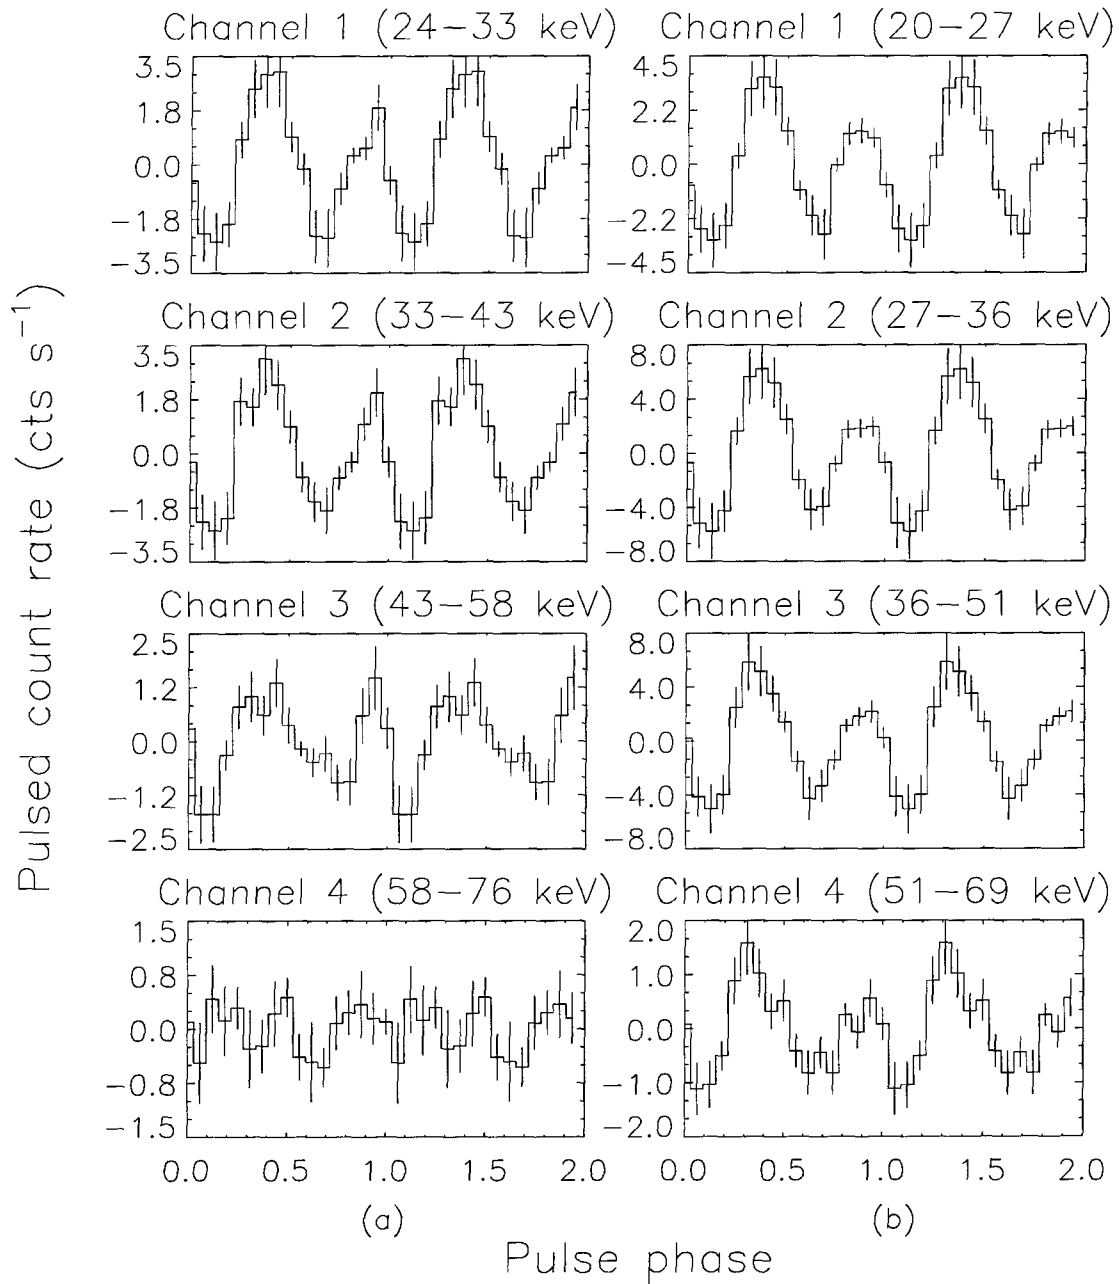 Channel 1 (24−33 keV)
Channel 1 (20−27 keV)
3.5
1.8
0.0
−1.8
−3.5
4.5
2.2
0.0
−2.2
−4.5
Channel 2 (33−43 keV)
Channel 2 (27−36 keV)
3.5
1.8
0.0
−1.8
−3.5
8.0
4.0
0.0
−4.0
−8.0
Channel 3 (43−58 keV)
Channel 3 (36−51 keV)
2.5
1.2
0.0
−1.2
−2.5
8.0
4.0
0.0
−4.0
−8.0
Channel 4 (58−76 keV)
Channel 4 (51−69 keV)
1.5
0.8
0.0
−0.8
−1.5
2.0
1.0
0.0
−1.0
−2.0
0.0 0.5 1.0 1.5 2.0
0.0 0.5 1.0 1.5 2.0
(a)
(b)
Pulse phase
Pulsed count rate (cts s⁻¹)